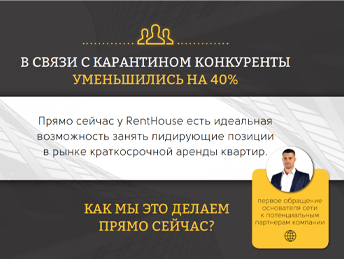 В СВЯЗИ С КАРАНТИНОМ КОНКУРЕНТЫ
УМЕНЬШИЛИСЬ НА 40%
Прямо сейчас у RentHouse есть идеальная
возможность занять лидирующие позиции
в рынке краткосрочной аренды квартир.
первое обращение
основателя сети
к потенциальным
партнерам компании
КАК МЫ ЭТО ДЕЛАЕМ
ПРЯМО СЕЙЧАС?